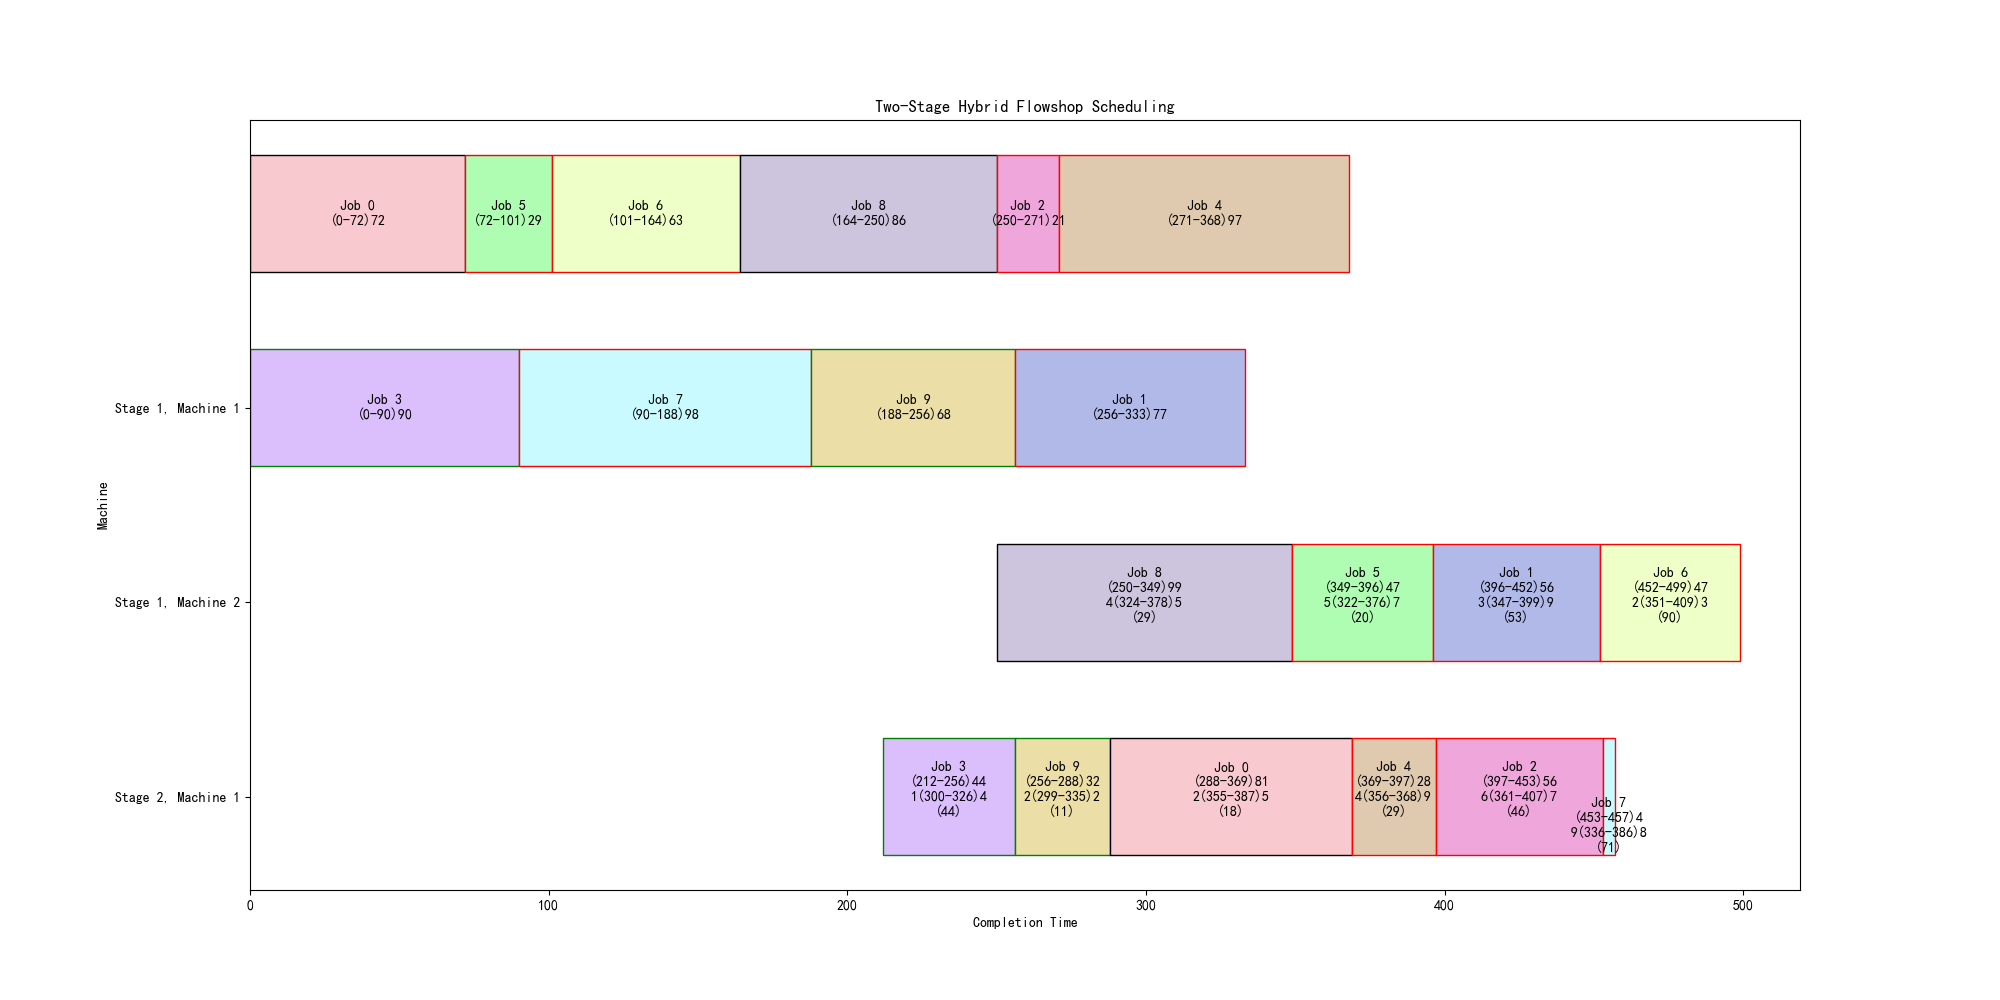 Two-Stage Hybrid Flowshop Scheduling
Job 0
(0-72)72
Job 5
(72-101)29
Job 6
(101-164)63
Job 8
(164-250)86
Job 2
(250-271)21
Job 4
(271-368)97
Stage 1, Machine 1
Job 3
(0-90)90
Job 7
(90-188)98
Job 9
(188-256)68
Job 1
(256-333)77
Machine
Stage 1, Machine 2
Job 8
(250-349)99
4(324-378)5
(29)
Job 5
(349-396)47
5(322-376)7
(20)
Job 1
(396-452)56
3(347-399)9
(53)
Job 6
(452-499)47
2(351-409)3
(90)
Stage 2, Machine 1
Job 3
(212-256)44
1(300-326)4
(44)
Job 9
(256-288)32
2(299-335)2
(11)
Job 0
(288-369)81
2(355-387)5
(18)
Job 4
(369-397)28
4(356-368)9
(29)
Job 2
(397-453)56
6(361-407)7
(46)
Job 7
(453-457)4
9(336-386)8
(71)
0
100
200
300
400
500
Completion Time